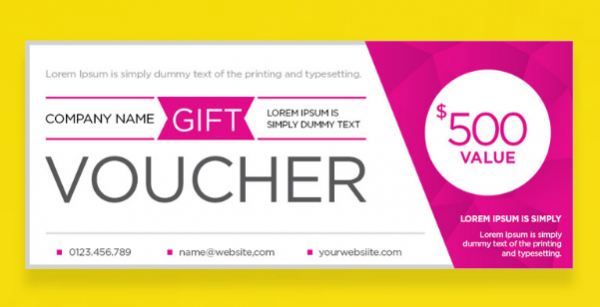 Lorem Ipsum is simply dummy text of the printing and typesetting.
COMPANY NAME
GIFT
LOREM IPSUM IS
SIMPLY DUMMY TEXT
VOUCHER
0123.456.789
name@website,com
yourwebsiite.com
$500
VALUE
LOREM IPSUM IS SIMPLY
Lorem Ipsum is simply dummy
text of the printing
and typesetting.